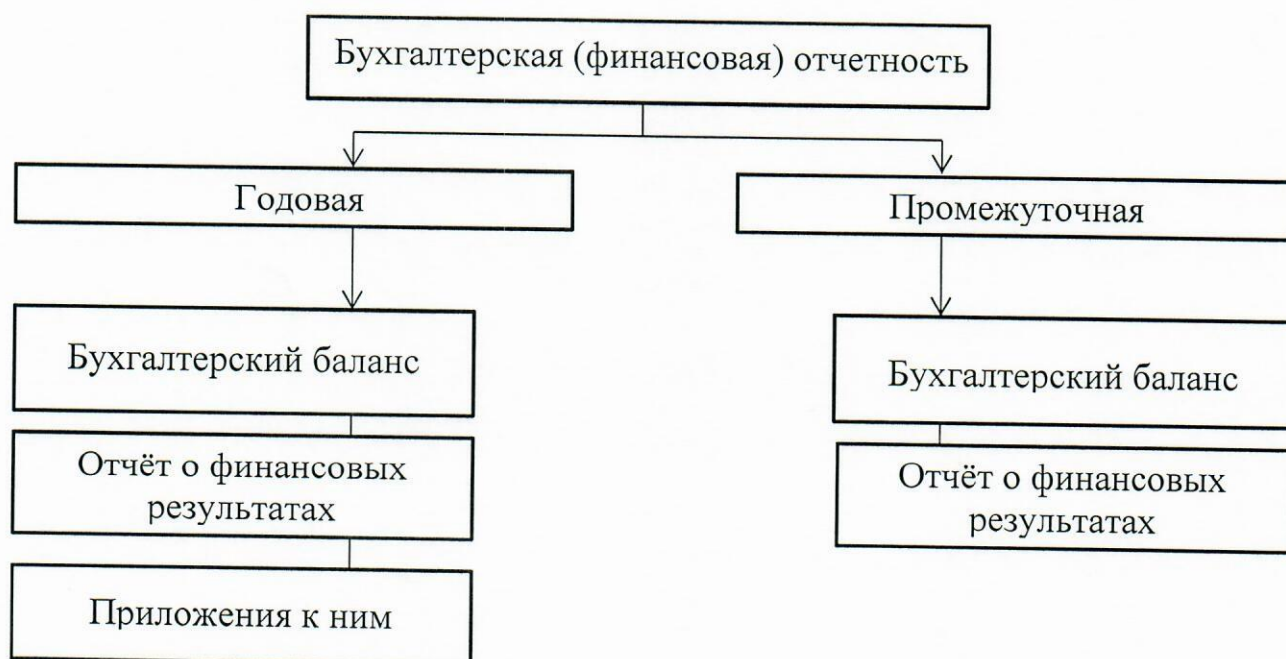 Бухгалтерская (финансовая) отчетность
Годовая
Промежуточная
Бухгалтерский баланс
Отчёт о финансовых
результатах
Приложения к ним
Бухгалтерский баланс
Отчёт о финансовых
результатах